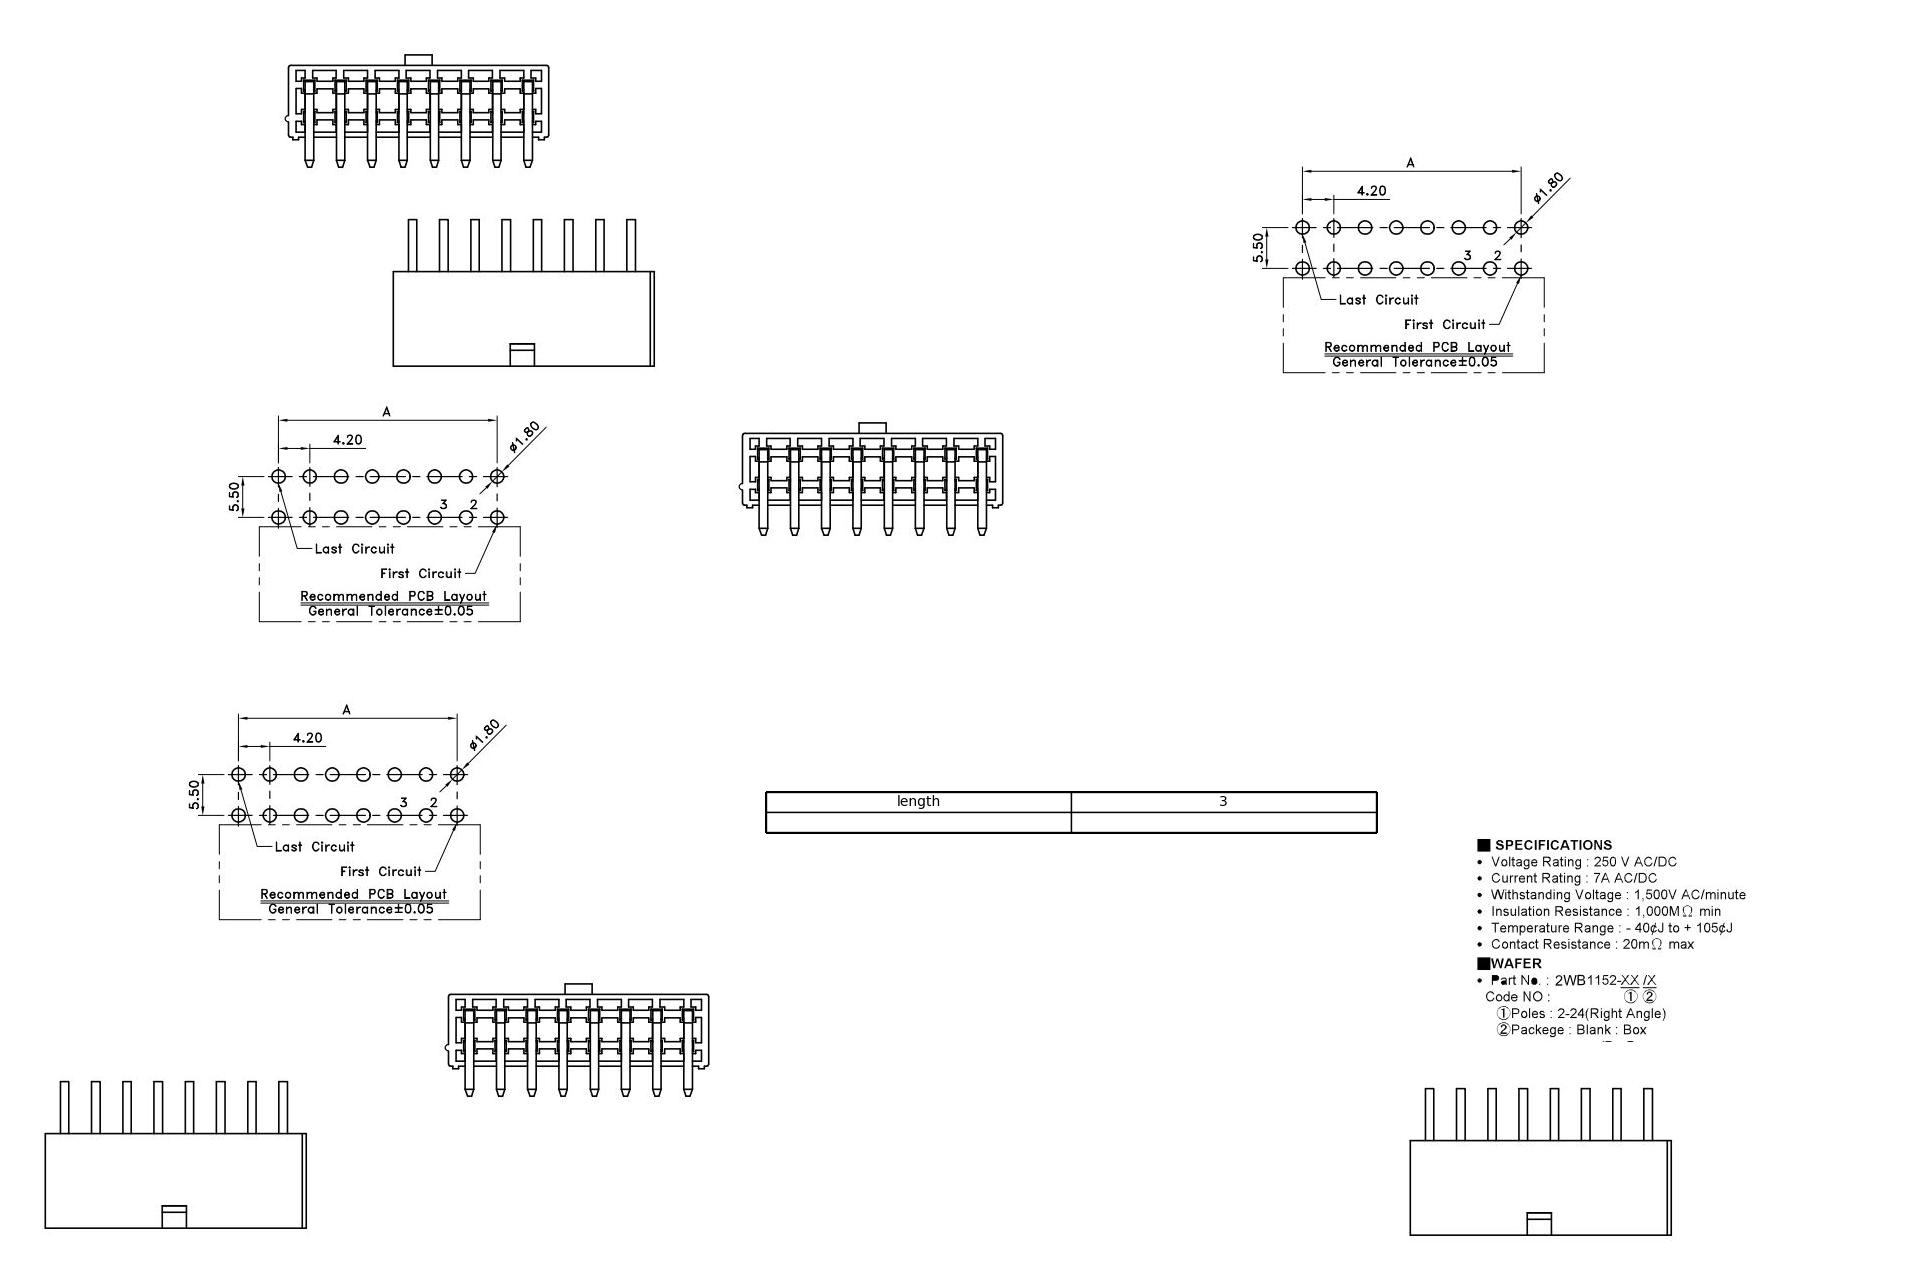 A
4.20
ø1.80
5.50
3 2
Last Circuit
First Circuit
Recommended PCB Layout
General Tolerance±0.05
A
4.20
ø1.80
5.50
3 2
Last Circuit
First Circuit
Recommended PCB Layout
General Tolerance±0.05
A
4.20
ø1.80
5.50
3 2
Last Circuit
First Circuit
Recommended PCB Layout
General Tolerance±0.05
length 3
■ SPECIFICATIONS
• Voltage Rating : 250 V AC/DC
• Current Rating : 7A AC/DC
• Withstanding Voltage : 1,500V AC/minute
• Insulation Resistance : 1,000MΩ min
• Temperature Range : - 40¢J to + 105¢J
• Contact Resistance : 20mΩ max
■WAFER
• Part No. : 2WB1152-XX /X
Code NO : ① ②
①Poles : 2-24(Right Angle)
②Packege : Blank : Box